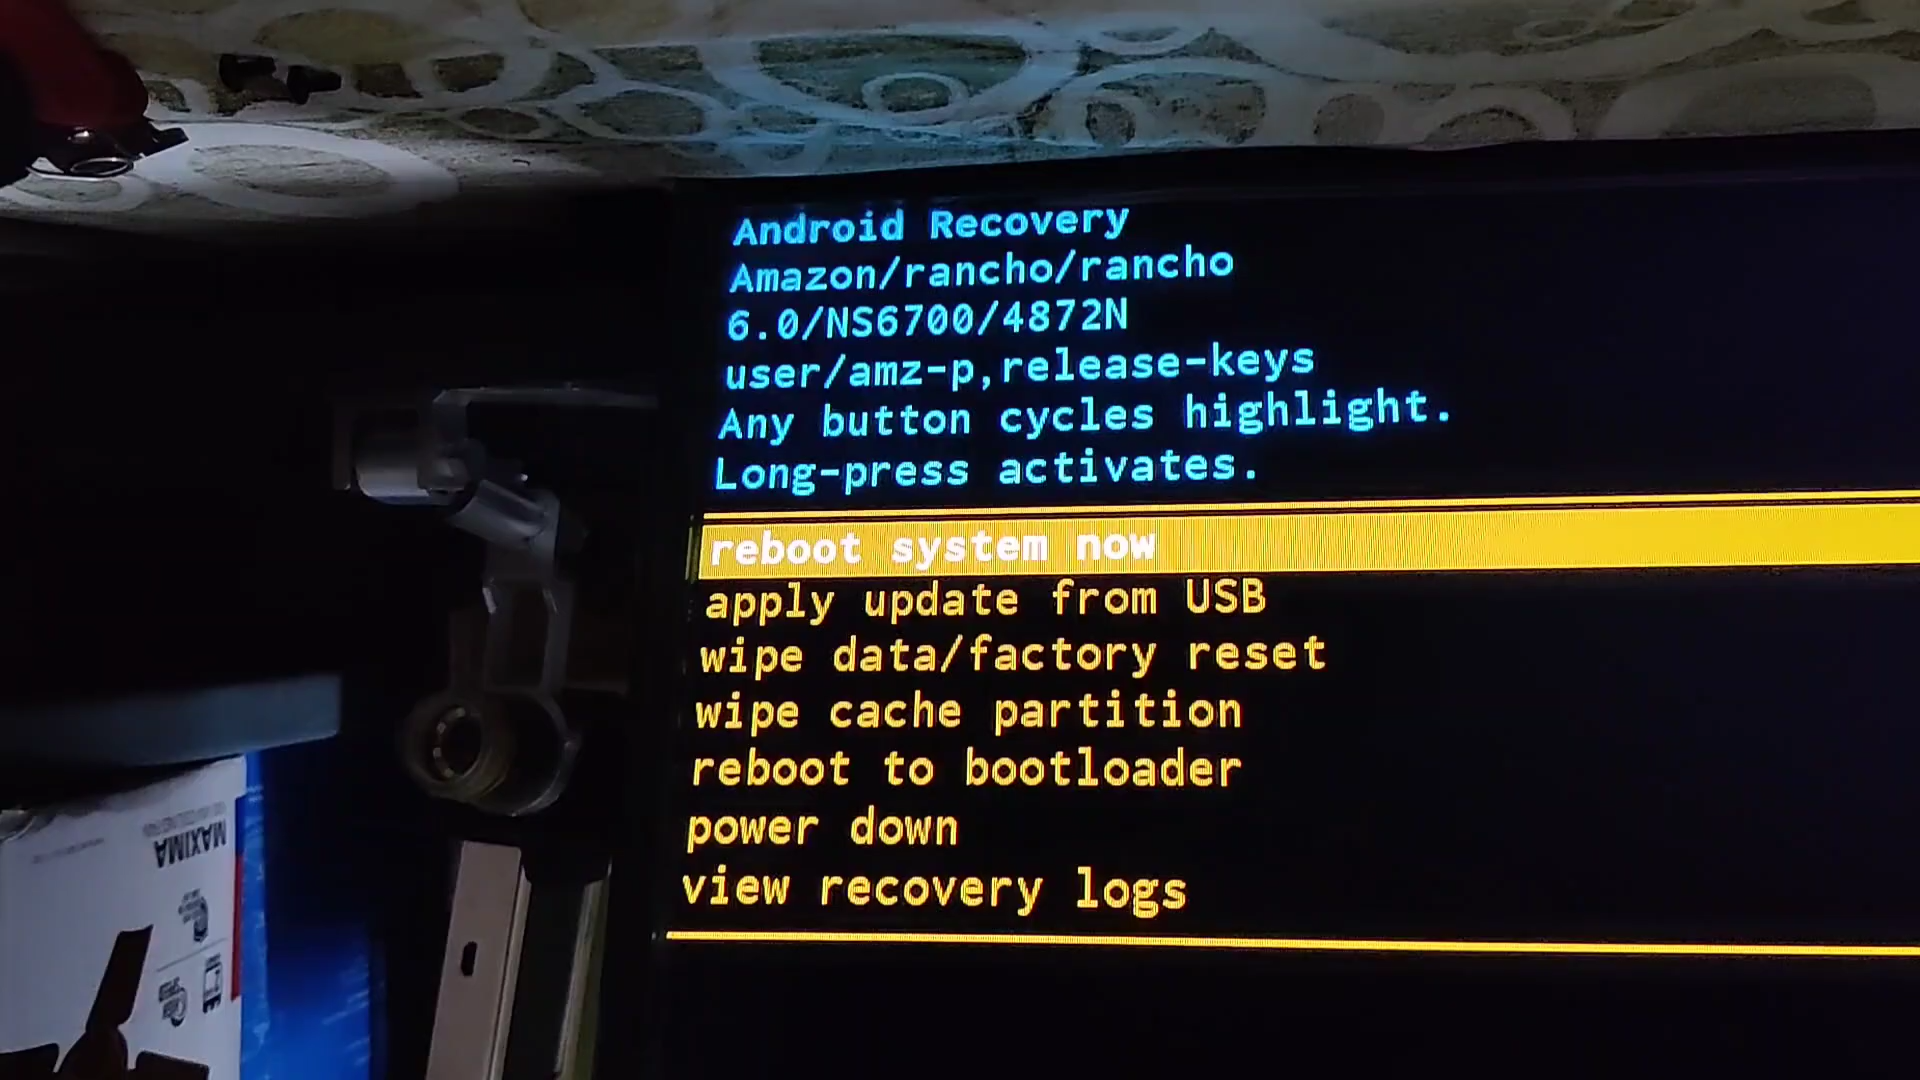 Android Recovery
Amazon/rancho/rancho
6.0/NS6700/4872N
user/amz-p,release-keys
Any button cycles highlight.
Long-press activates.
reboot system now
apply update from USB
wipe data/factory reset
wipe cache partition
reboot to bootloader
power down
view recovery logs
MAXIMA
SPEED